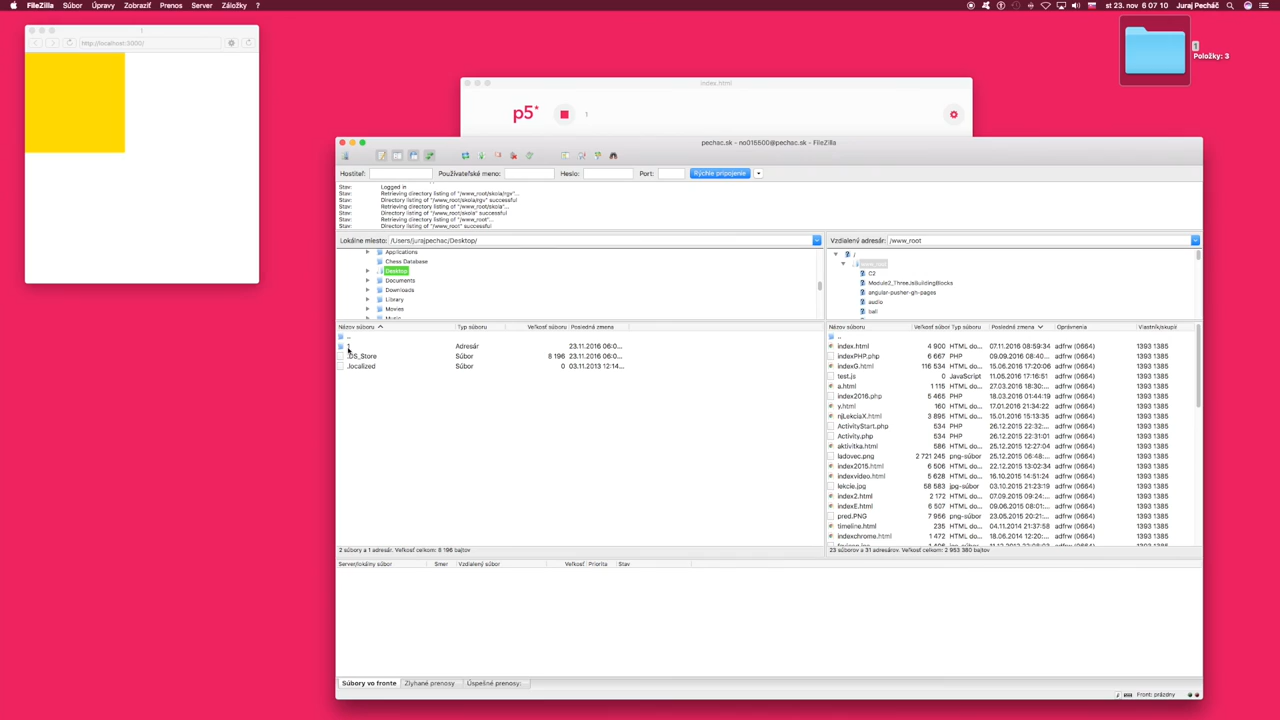 FileZilla Súbor Úpravy Zobraziť Prenos Server Záložky ?
st 23. nov 6 07 10 Juraj Pecháč
1
http://localhost:3000/
1
Položky: 3
index.html
p5*
1
pechac.sk - no016600@pechac.sk - FileZilla
Hostiteľ: Používateľské meno: Heslo: Port: Rýchle pripojenie
Stav: Logged in
Stav: Retrieving directory listing of "/www_root/skola/rgv"...
Stav: Directory listing of "/www_root/skola/rgv" successful
Stav: Retrieving directory listing of "/www_root/skola"...
Stav: Directory listing of "/www_root/skola" successful
Stav: Retrieving directory listing of "/www_root"...
Stav: Directory listing of "/www_root" successful
Lokálne miesto: /Users/jurajpechac/Desktop/
Vzdialený adresár: /www_root
Applications
Chess Database
Desktop
Documents
Downloads
Library
Movies
Music
/
www_root
C2
Module2_ThreeJsBuildingBlocks
angular-pusher-gh-pages
audio
ball
Názov súboru Typ súboru Veľkosť súboru Posledná zmena
..
1 Adresár 23.11.2016 06:0...
.DS_Store Súbor 8 196 23.11.2016 06:0...
.localized Súbor 0 03.11.2013 12:14...
2 súbory a 1 adresár. Veľkosť celkom: 8 196 bajtov
Názov súboru Veľkosť súbor Typ súboru Posledná zmena Oprávnenia Vlastník/skupi
..
index.html 4 900 HTML do... 07.11.2016 08:59:34 adfrw (0664) 1393 1385
indexPHP.php 6 667 PHP 09.09.2016 08:40... adfrw (0664) 1393 1385
indexG.html 116 534 HTML do... 15.06.2016 17:20:06 adfrw (0664) 1393 1385
test.js 0 JavaScript 11.05.2016 17:16:51 adfrw (0664) 1393 1385
a.html 1 115 HTML do... 27.03.2016 18:30:... adfrw (0664) 1393 1385
index2016.php 5 465 PHP 18.03.2016 01:44:19 adfrw (0664) 1393 1385
y.html 160 HTML do... 17.01.2016 21:34:22 adfrw (0664) 1393 1385
njLekciaX.html 3 895 HTML do... 15.01.2016 15:13:35 adfrw (0664) 1393 1385
ActivityStart.php 534 PHP 26.12.2015 22:32:... adfrw (0664) 1393 1385
Activity.php 534 PHP 26.12.2015 22:31:01 adfrw (0664) 1393 1385
aktivitka.html 586 HTML do... 25.12.2015 12:27:04 adfrw (0664) 1393 1385
ladovec.png 2 721 245 png-súbor 24.12.2015 06:48:... adfrw (0664) 1393 1385
index2015.html 6 506 HTML do... 22.12.2015 13:02:34 adfrw (0664) 1393 1385
indexvideo.html 5 628 HTML do... 16.10.2015 14:51:24 adfrw (0664) 1393 1385
lekcie.jpg 58 583 jpg-súbor 03.10.2015 21:23:19 adfrw (0664) 1393 1385
index2.html 2 172 HTML do... 07.09.2015 09:24:... adfrw (0664) 1393 1385
indexE.html 6 507 HTML do... 09.06.2015 08:01:... adfrw (0664) 1393 1385
pred.PNG 7 956 png-súbor 23.05.2015 20:21:... adfrw (0664) 1393 1385
timeline.html 235 HTML do... 04.11.2014 21:37:58 adfrw (0664) 1393 1385
indexchrome.html 1 472 HTML do... 18.06.2014 12:20:... adfrw (0664) 1393 1385
23 súborov a 31 adresárov. Veľkosť celkom: 2 953 380 bajtov
Server/lokálny súbor Smer Vzdialený súbor Veľkosť Priorita Stav
Súbory vo fronte Zlyhané prenosy Úspešné prenosy:
Front: prázdny